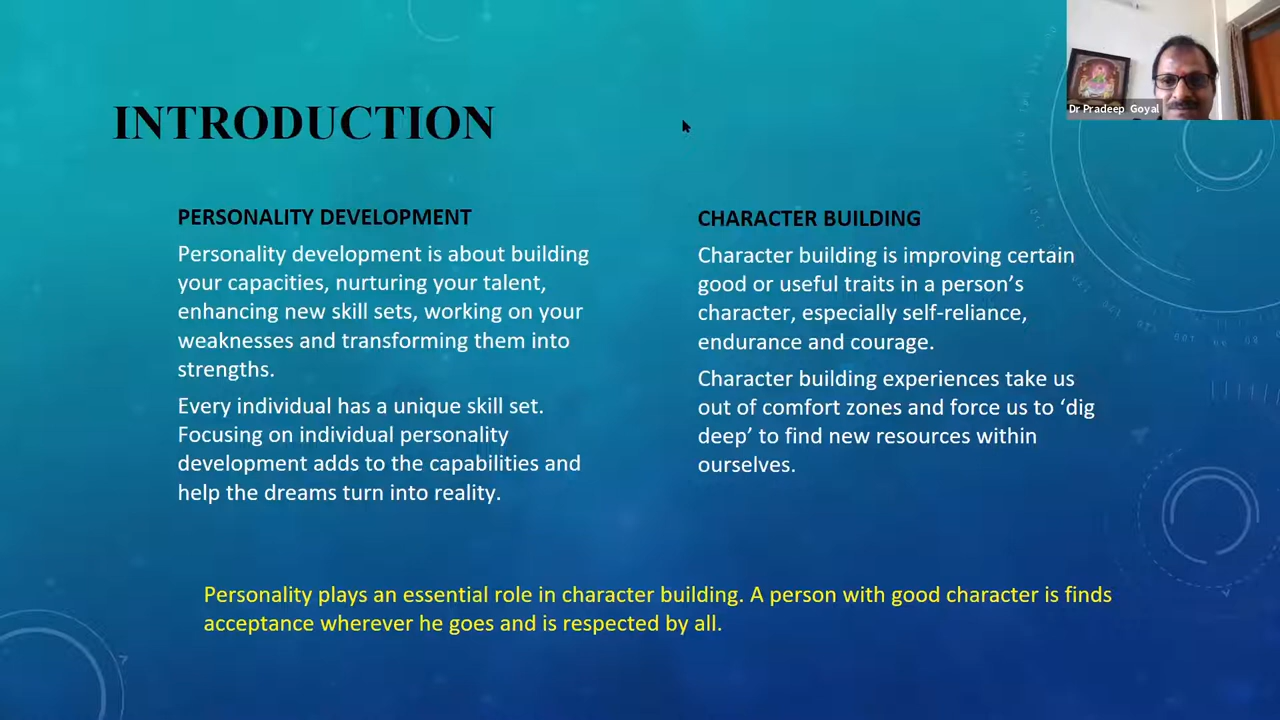 Dr Pradeep Goyal
INTRODUCTION
PERSONALITY DEVELOPMENT
Personality development is about building
your capacities, nurturing your talent,
enhancing new skill sets, working on your
weaknesses and transforming them into
strengths.
Every individual has a unique skill set.
Focusing on individual personality
development adds to the capabilities and
help the dreams turn into reality.
CHARACTER BUILDING
Character building is improving certain
good or useful traits in a person’s
character, especially self-reliance,
endurance and courage.
Character building experiences take us
out of comfort zones and force us to ‘dig
deep’ to find new resources within
ourselves.
Personality plays an essential role in character building. A person with good character is finds
acceptance wherever he goes and is respected by all.